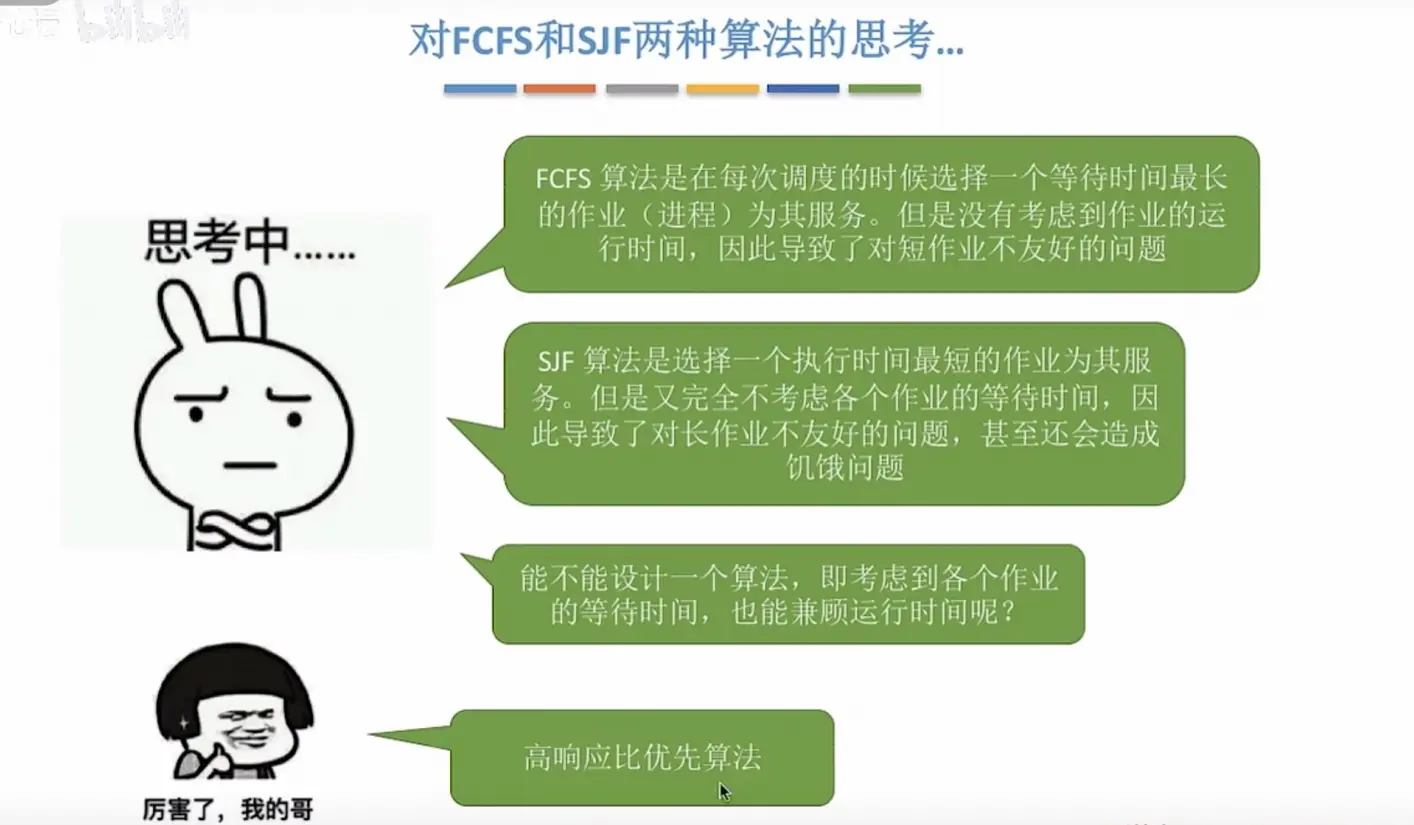 bilibili
对FCFS和SJF两种算法的思考...
FCFS 算法是在每次调度的时候选择一个等待时间最长
的作业（进程）为其服务。但是没有考虑到作业的运
行时间，因此导致了对短作业不友好的问题
思考中......
SJF 算法是选择一个执行时间最短的作业为其服
务。但是又完全不考虑各个作业的等待时间，因
此导致了对长作业不友好的问题，甚至还会造成
饥饿问题
能不能设计一个算法，即考虑到各个作业
的等待时间，也能兼顾运行时间呢？
高响应比优先算法
厉害了，我的哥